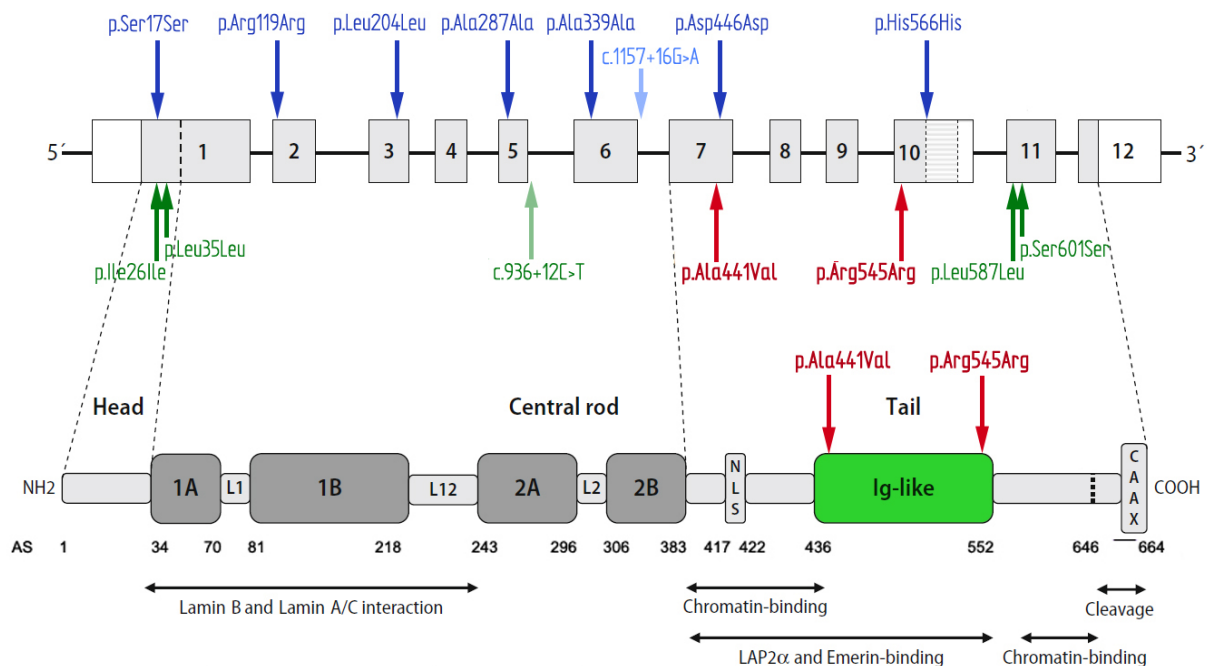 p.Ser17Ser p.Arg119Arg p.Leu204Leu p.Ala287Ala p.Ala339Ala p.Asp446Asp p.His566His
c.1157+16G>A
5´ 1 2 3 4 5 6 7 8 9 10 11 12 3´
p.Leu35Leu p.Ser601Ser
p.Ile26Ile c.936+12C>T p.Ala441Val p.Arg545Arg p.Leu587Leu
p.Ala441Val p.Arg545Arg
Head Central rod Tail
NH2 1A L1 1B L12 2A L2 2B NLS Ig-like CAAX COOH
AS 1 34 70 81 218 243 296 306 383 417 422 436 552 646 664
Lamin B and Lamin A/C interaction Chromatin-binding Cleavage
LAP2α and Emerin-binding Chromatin-binding